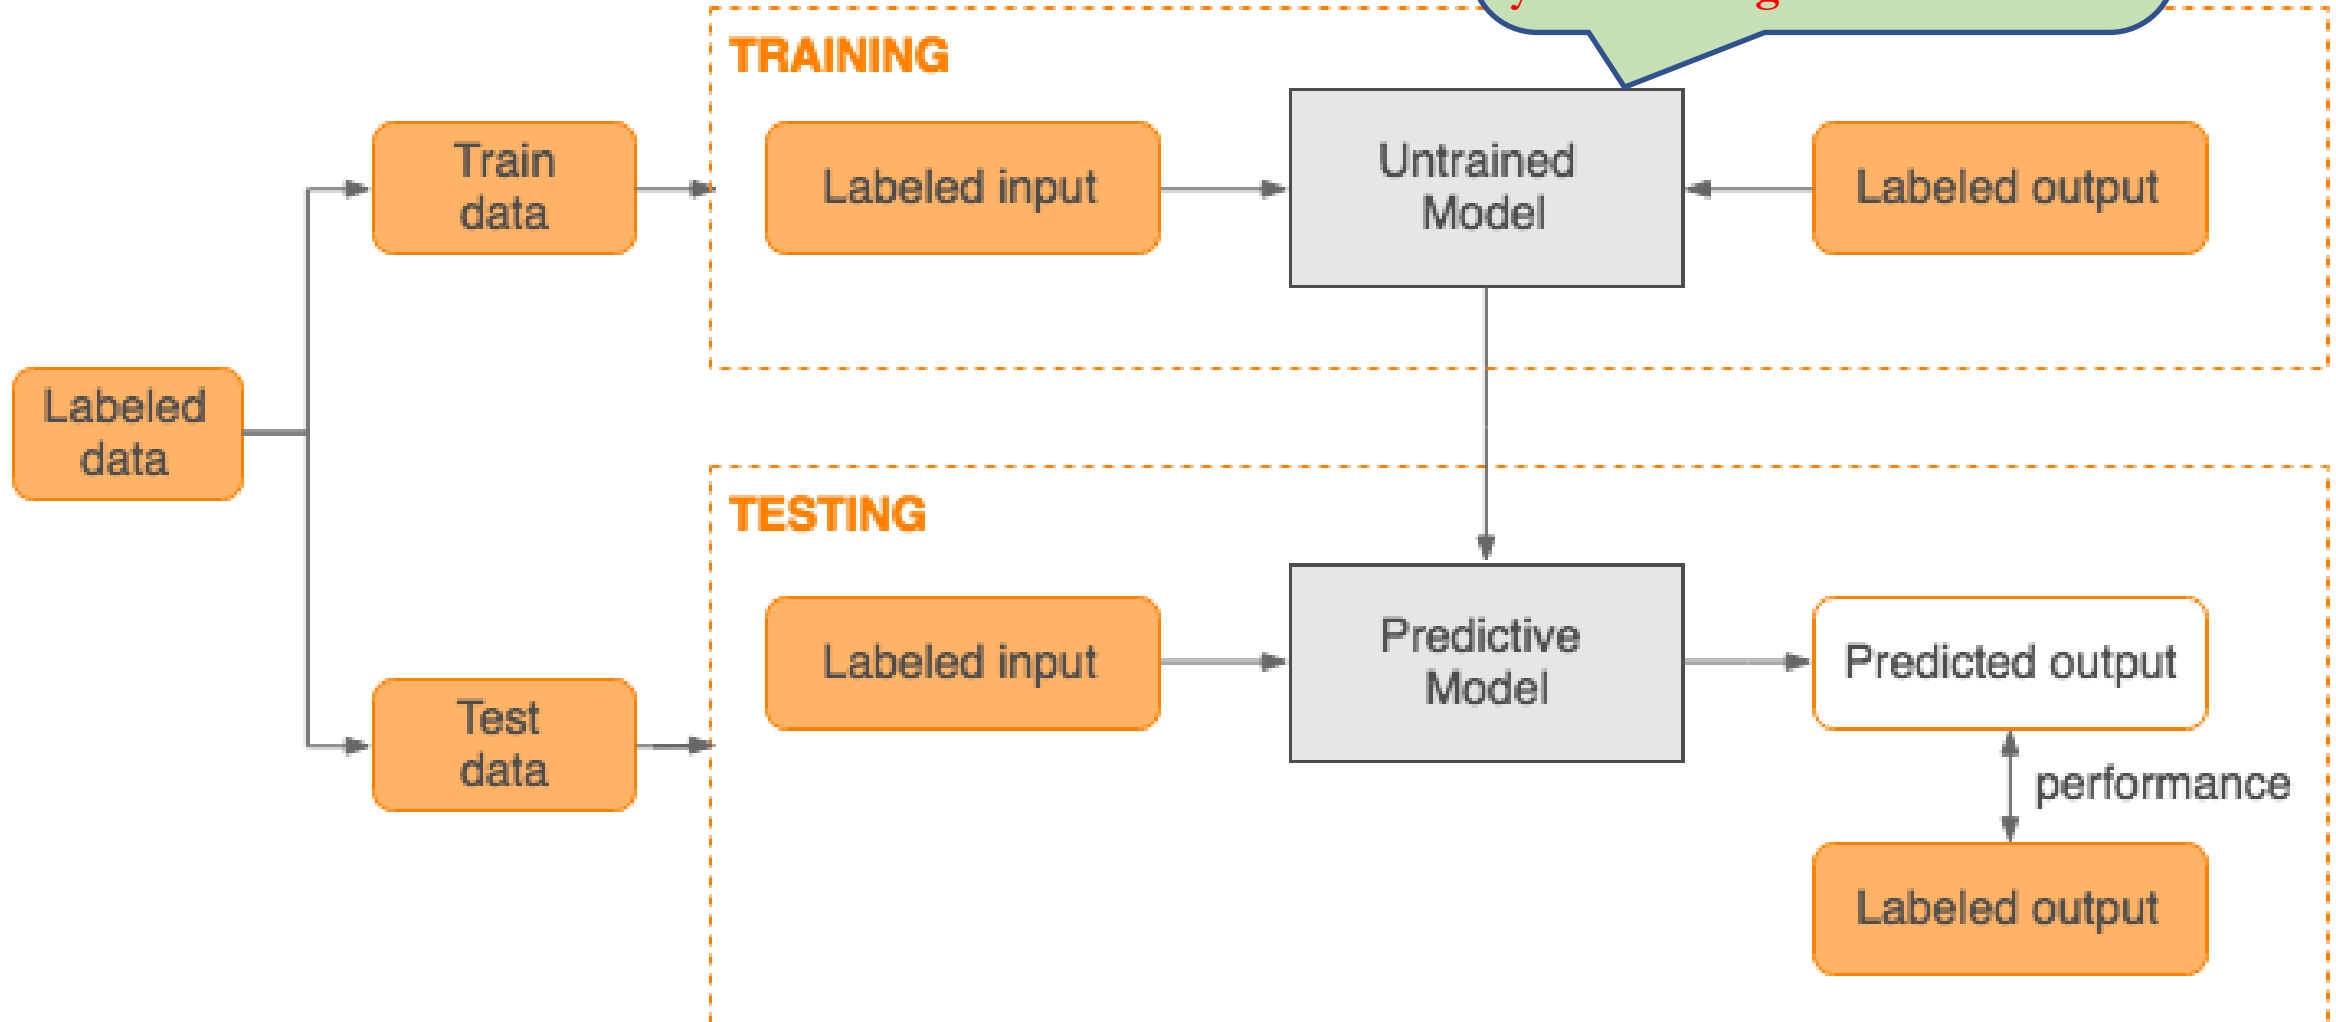 TRAINING
Train
data
Labeled input
Untrained
Model
Labeled output
Labeled
data
TESTING
Labeled input
Predictive
Model
Predicted output
Test
data
performance
Labeled output